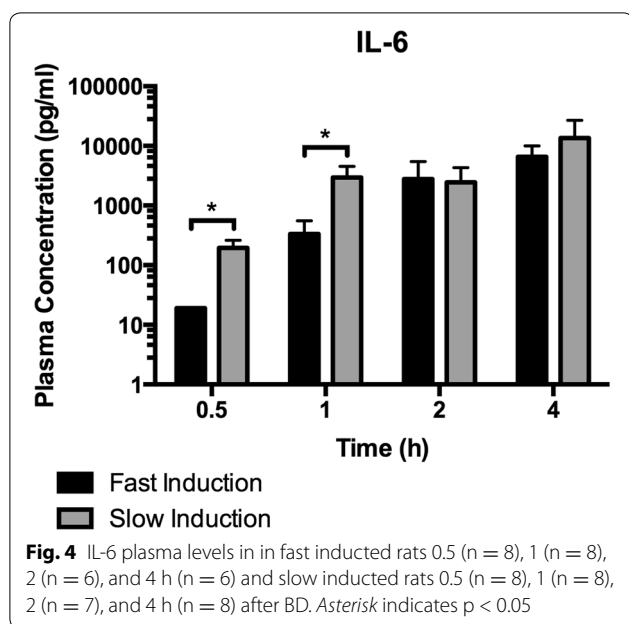 IL-6
Plasma Concentration (pg/ml)
100000
10000
1000
100
10
1
*
*
0.5
1
2
4
Time (h)
Fast Induction
Slow Induction
Fig. 4 IL-6 plasma levels in in fast inducted rats 0.5 (n = 8), 1 (n = 8),
2 (n = 6), and 4 h (n = 6) and slow inducted rats 0.5 (n = 8), 1 (n = 8),
2 (n = 7), and 4 h (n = 8) after BD. Asterisk indicates p < 0.05